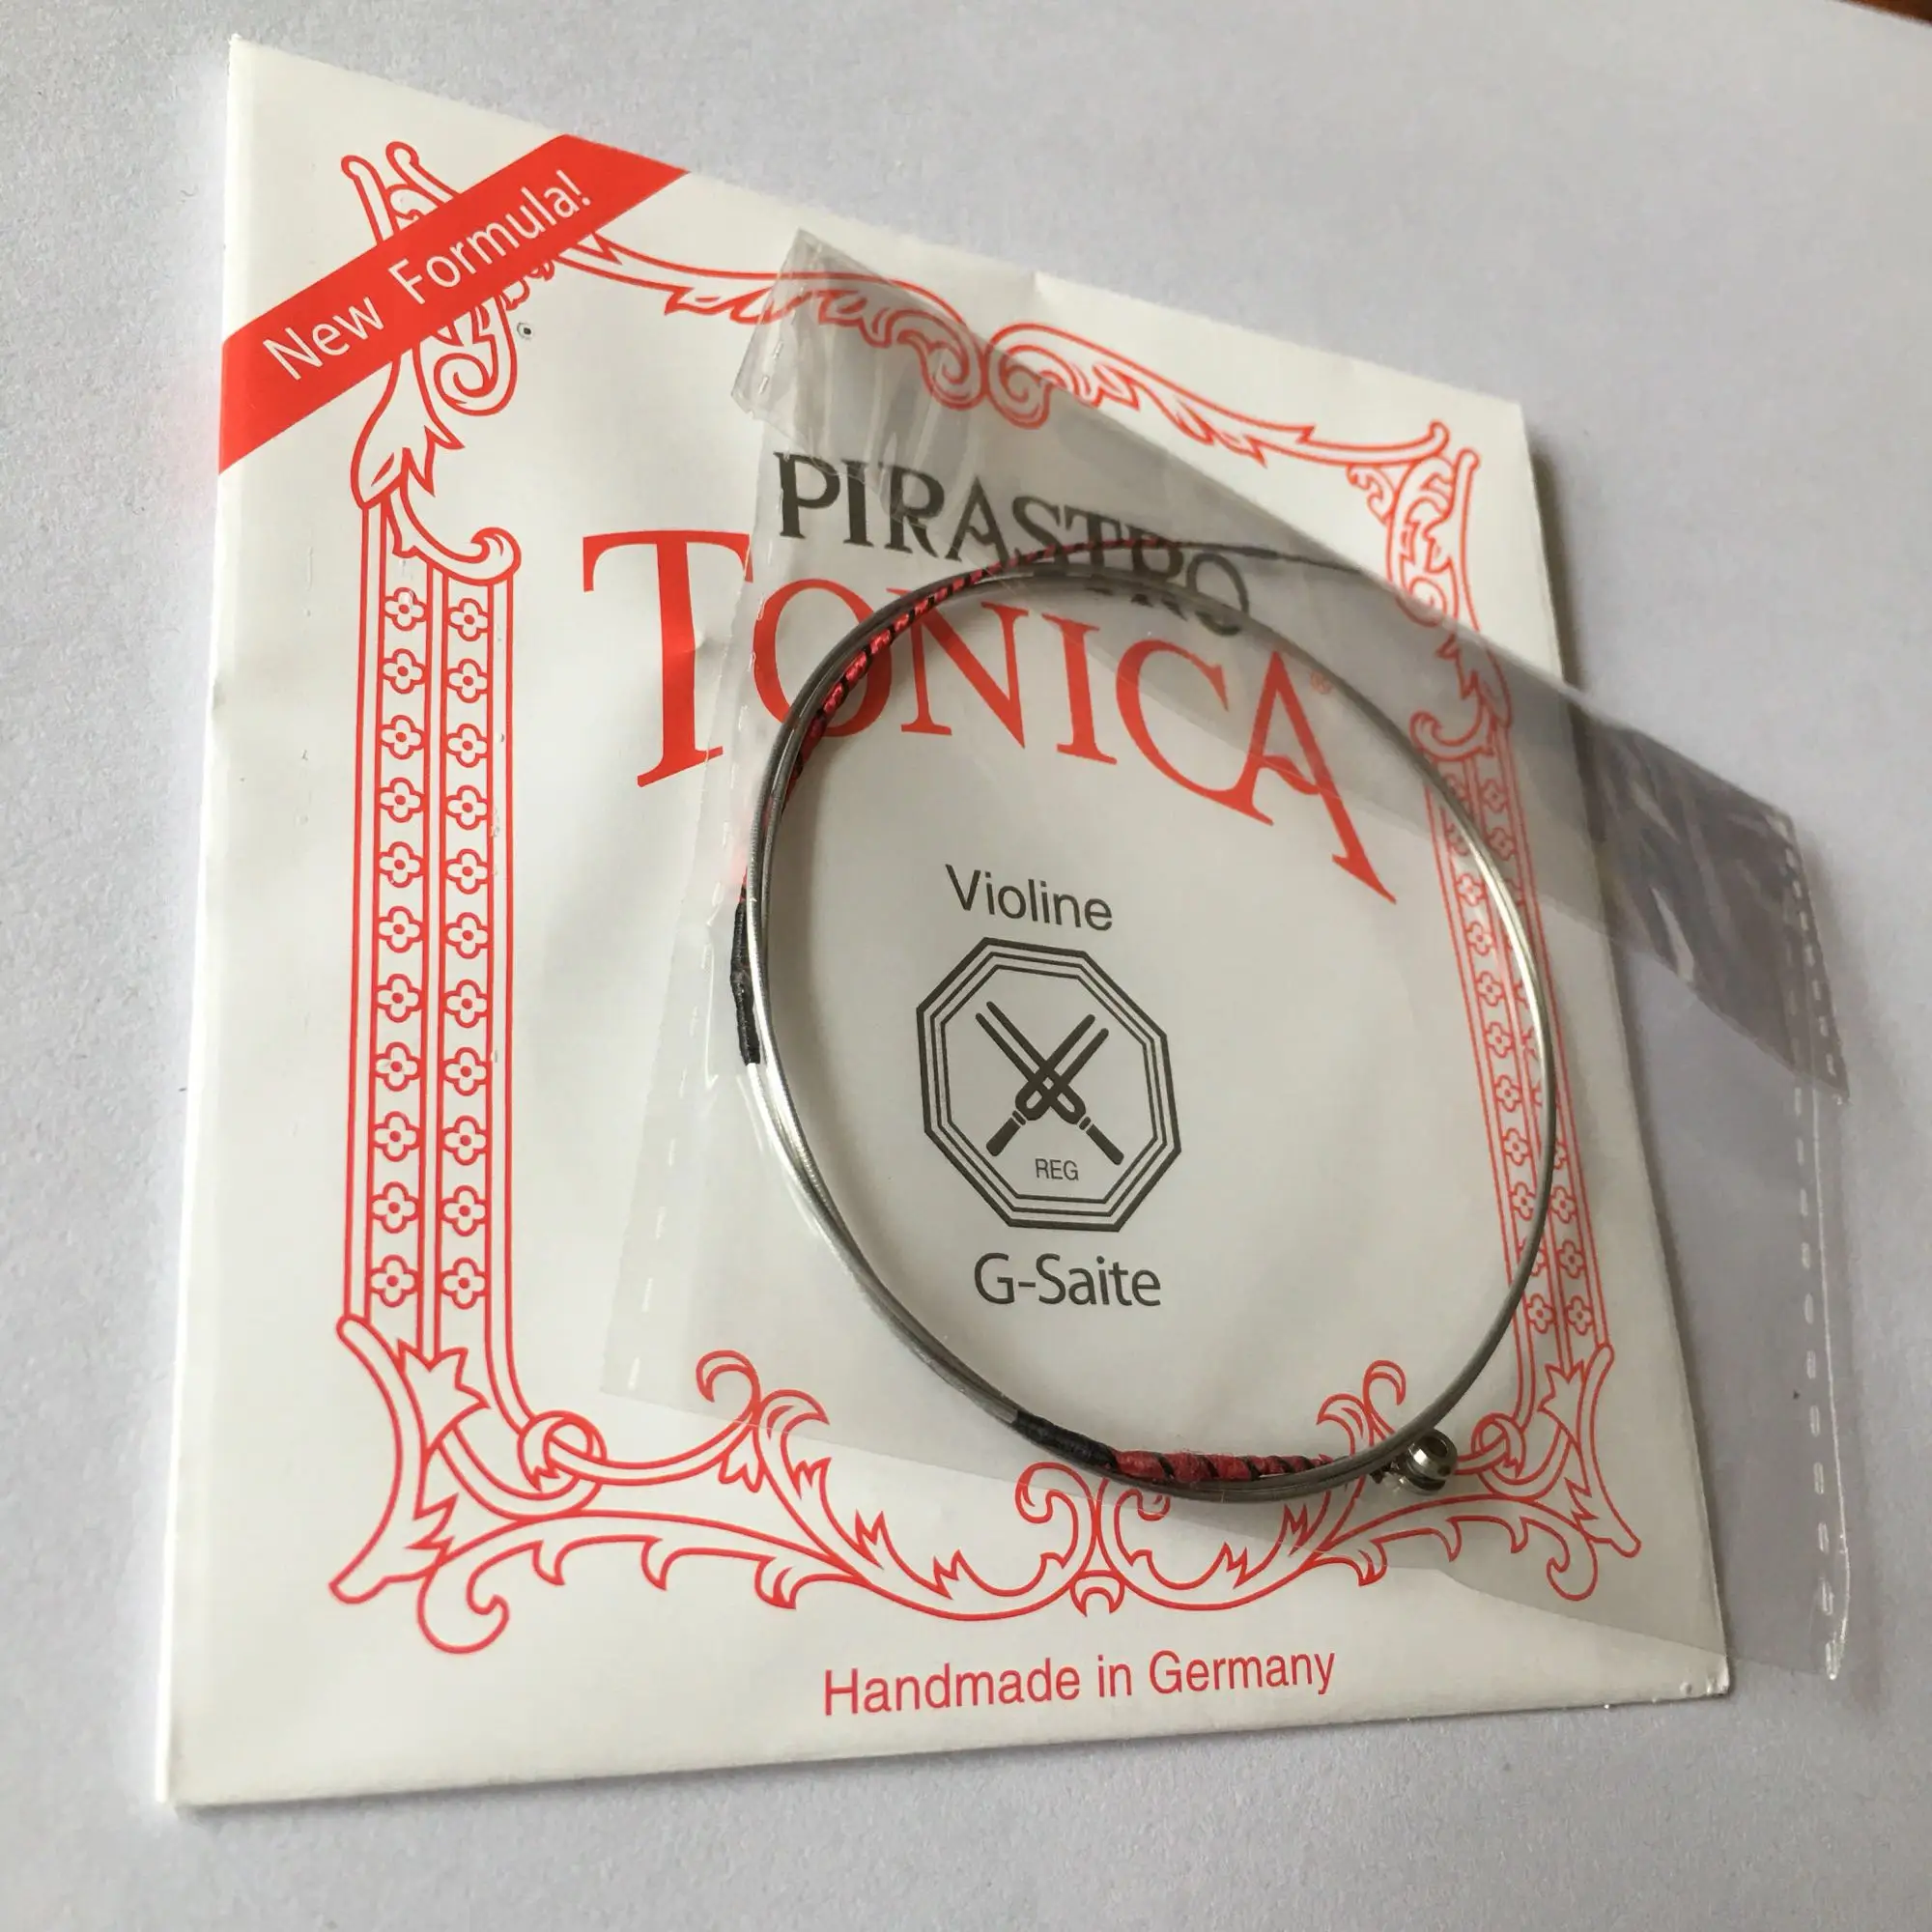 New Formula!
PIRASTRO
TONICA®
Violine
REG
G-Saite
Handmade in Germany